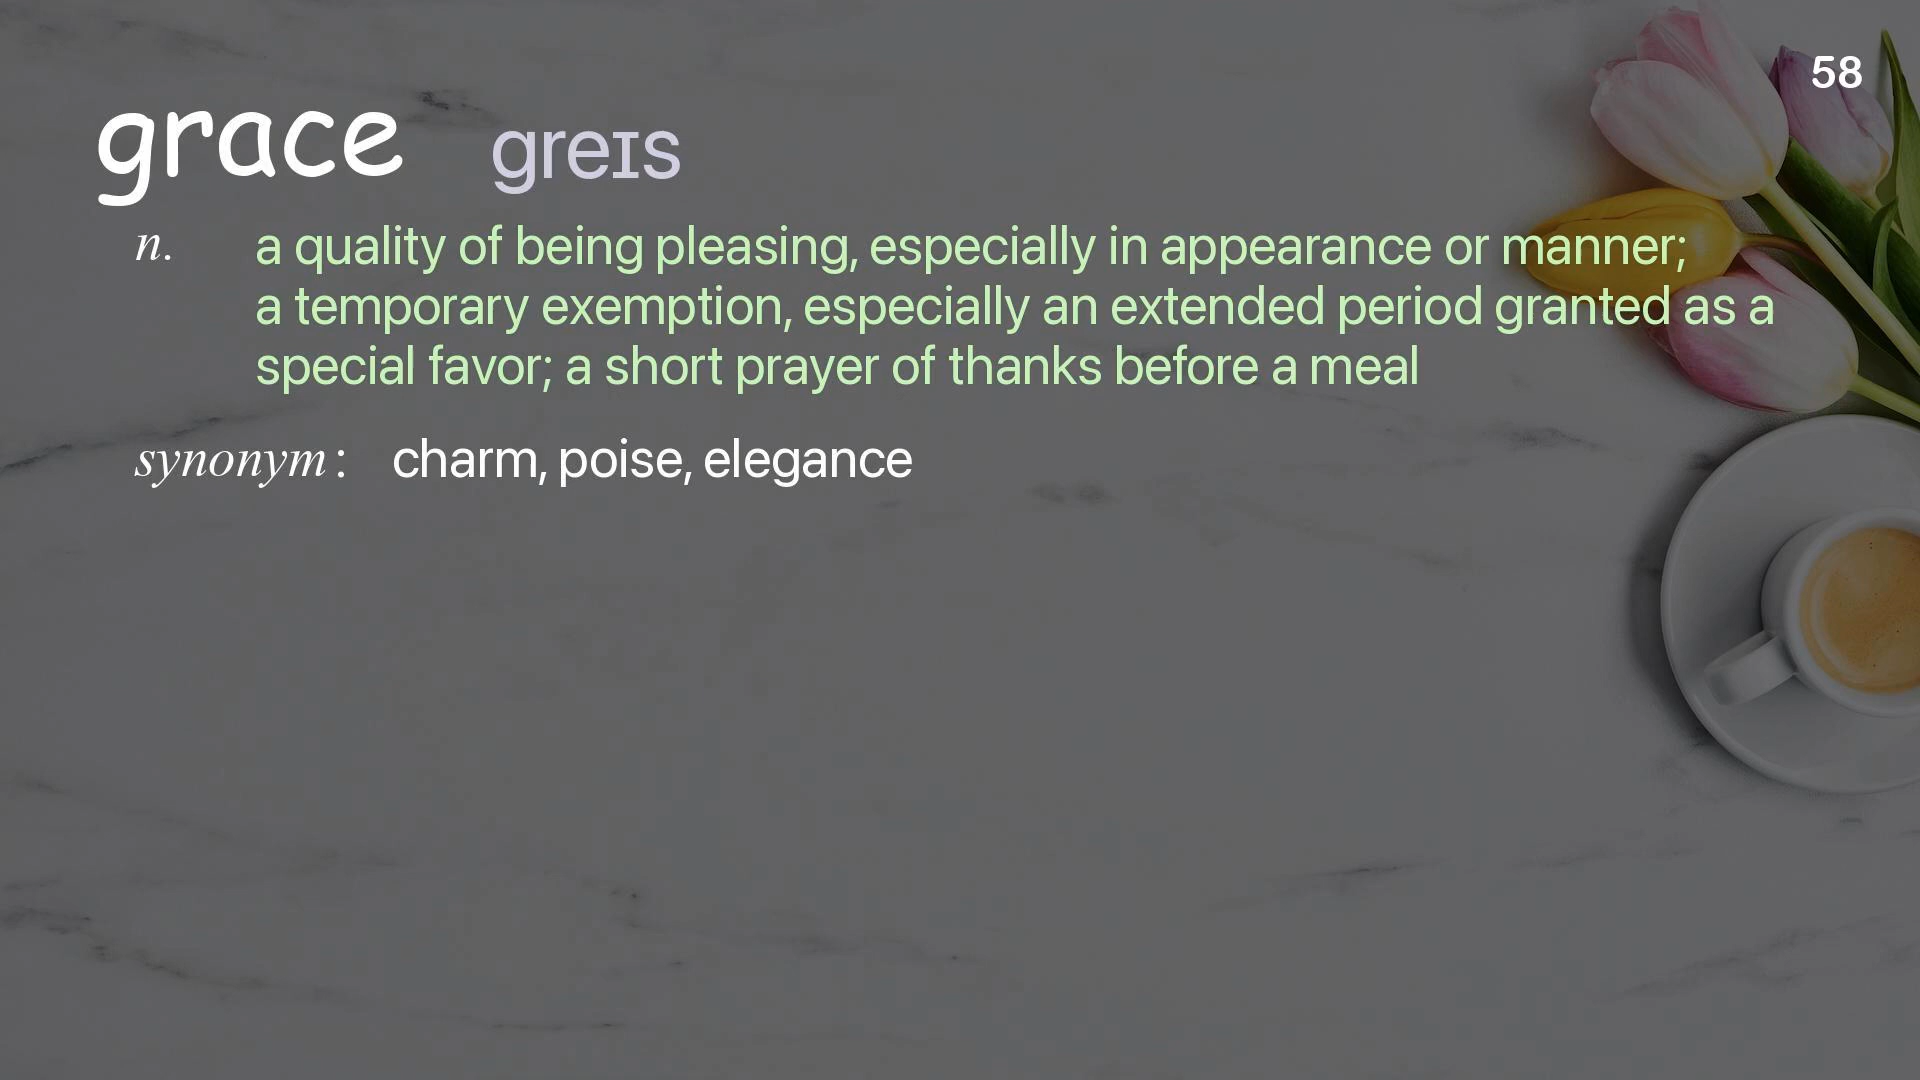 58
grace greɪs
n. a quality of being pleasing, especially in appearance or manner;
a temporary exemption, especially an extended period granted as a
special favor; a short prayer of thanks before a meal
synonym : charm, poise, elegance